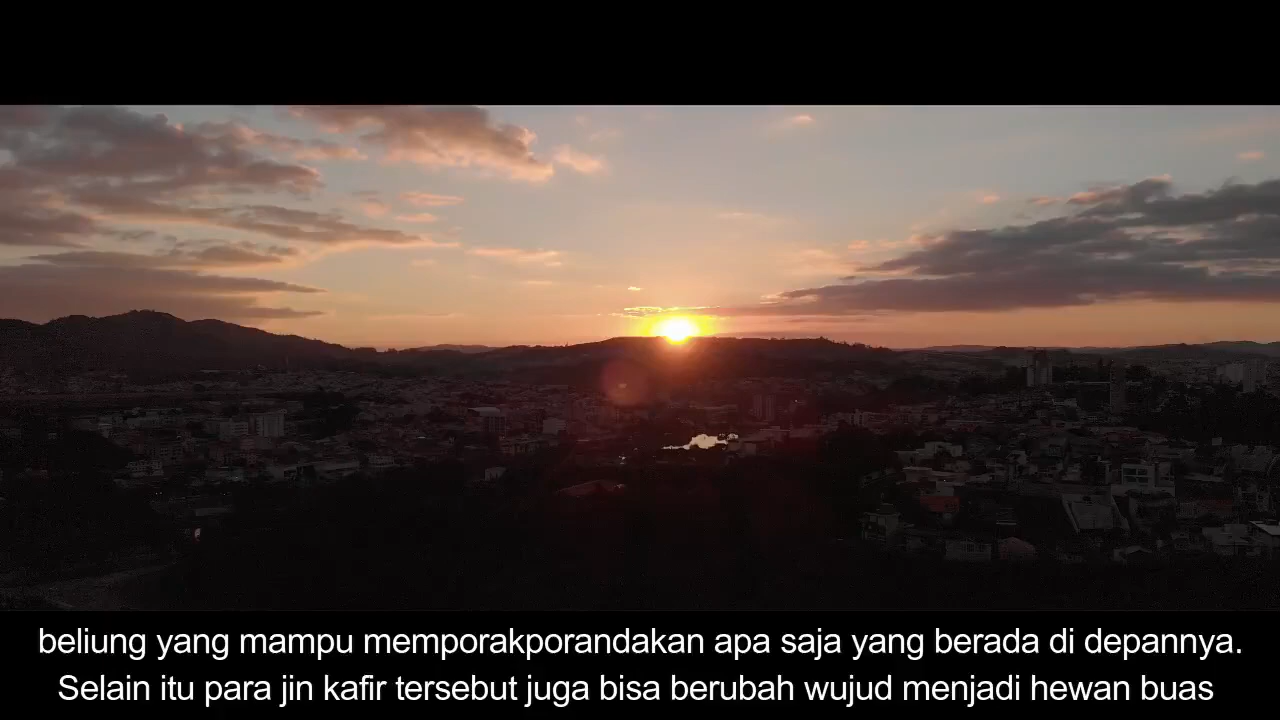 beliung yang mampu memporakporandakan apa saja yang berada di depannya.
Selain itu para jin kafir tersebut juga bisa berubah wujud menjadi hewan buas